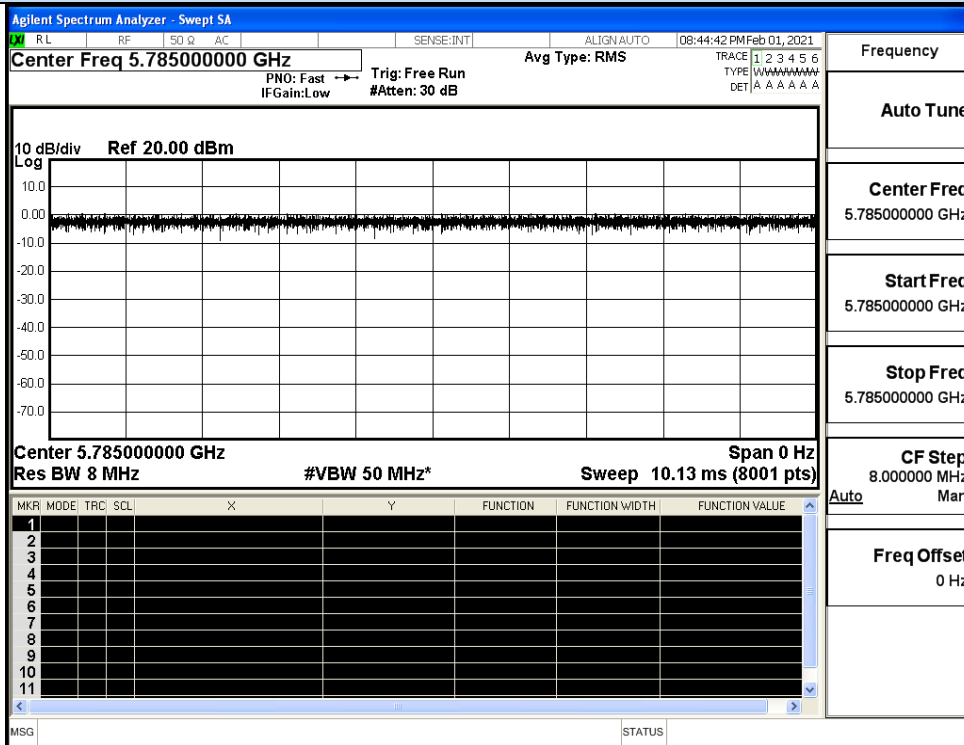 Agilent Spectrum Analyzer - Swept SA
LXI RL RF 50 Ω AC SENSE:INT ALIGN AUTO 08:44:42 PM Feb 01, 2021
Center Freq 5.785000000 GHz
PNO: Fast
IFGain:Low
Trig: Free Run
#Atten: 30 dB
Avg Type: RMS
TRACE 1 2 3 4 5 6
TYPE WWWWWW
DET A A A A A A
10 dB/div Ref 20.00 dBm
Log
10.0
0.00
-10.0
-20.0
-30.0
-40.0
-50.0
-60.0
-70.0
Center 5.785000000 GHz Span 0 Hz
Res BW 8 MHz #VBW 50 MHz* Sweep 10.13 ms (8001 pts)
MKR MODE TRC SCL X Y FUNCTION FUNCTION WIDTH FUNCTION VALUE
1
2
3
4
5
6
7
8
9
10
11
MSG STATUS
Frequency
Auto Tune
Center Freq
5.785000000 GHz
Start Freq
5.785000000 GHz
Stop Freq
5.785000000 GHz
CF Step
8.000000 MHz
Auto Man
Freq Offset
0 Hz